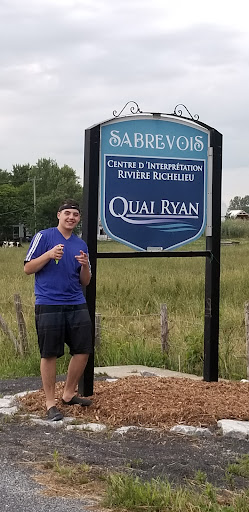 SABREVOIS
CENTRE D'INTERPRÉTATION
RIVIÈRE RICHELIEU
QUAI RYAN